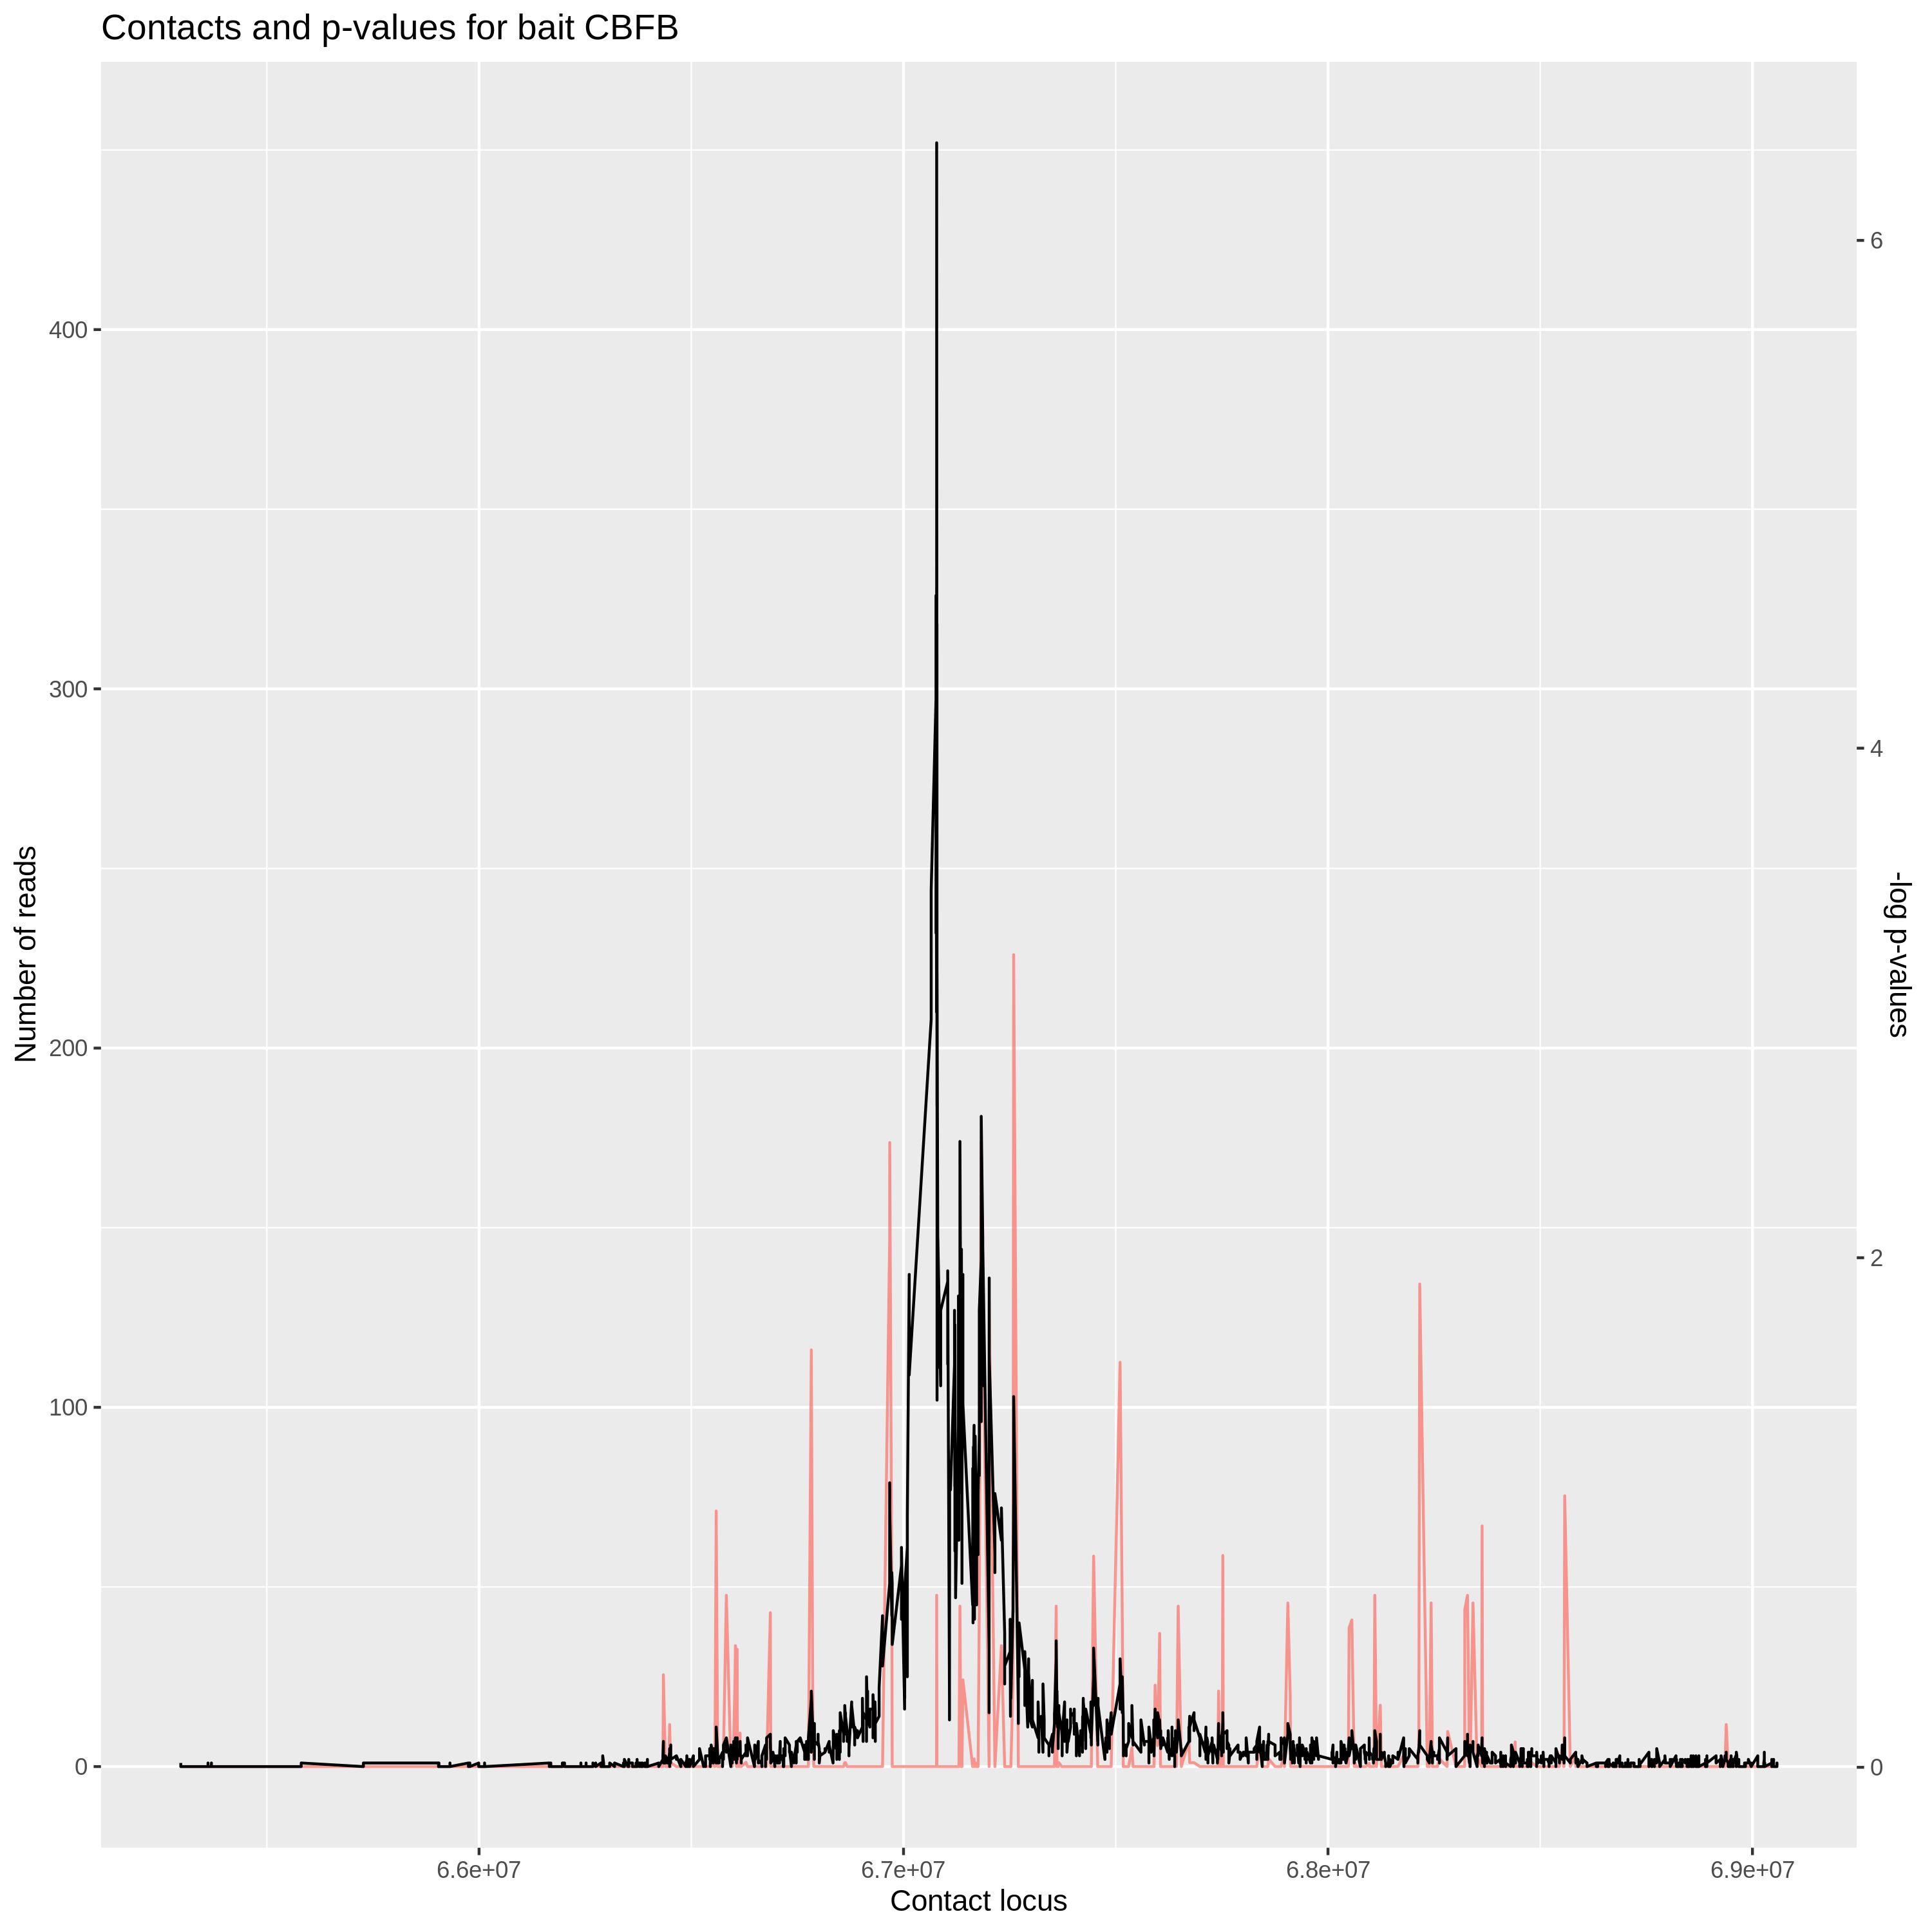 Contacts and p-values for bait CBFB
400
300
200
100
0
Number of reads
6
4
2
0
-log p-values
6.6e+07
6.7e+07
6.8e+07
6.9e+07
Contact locus